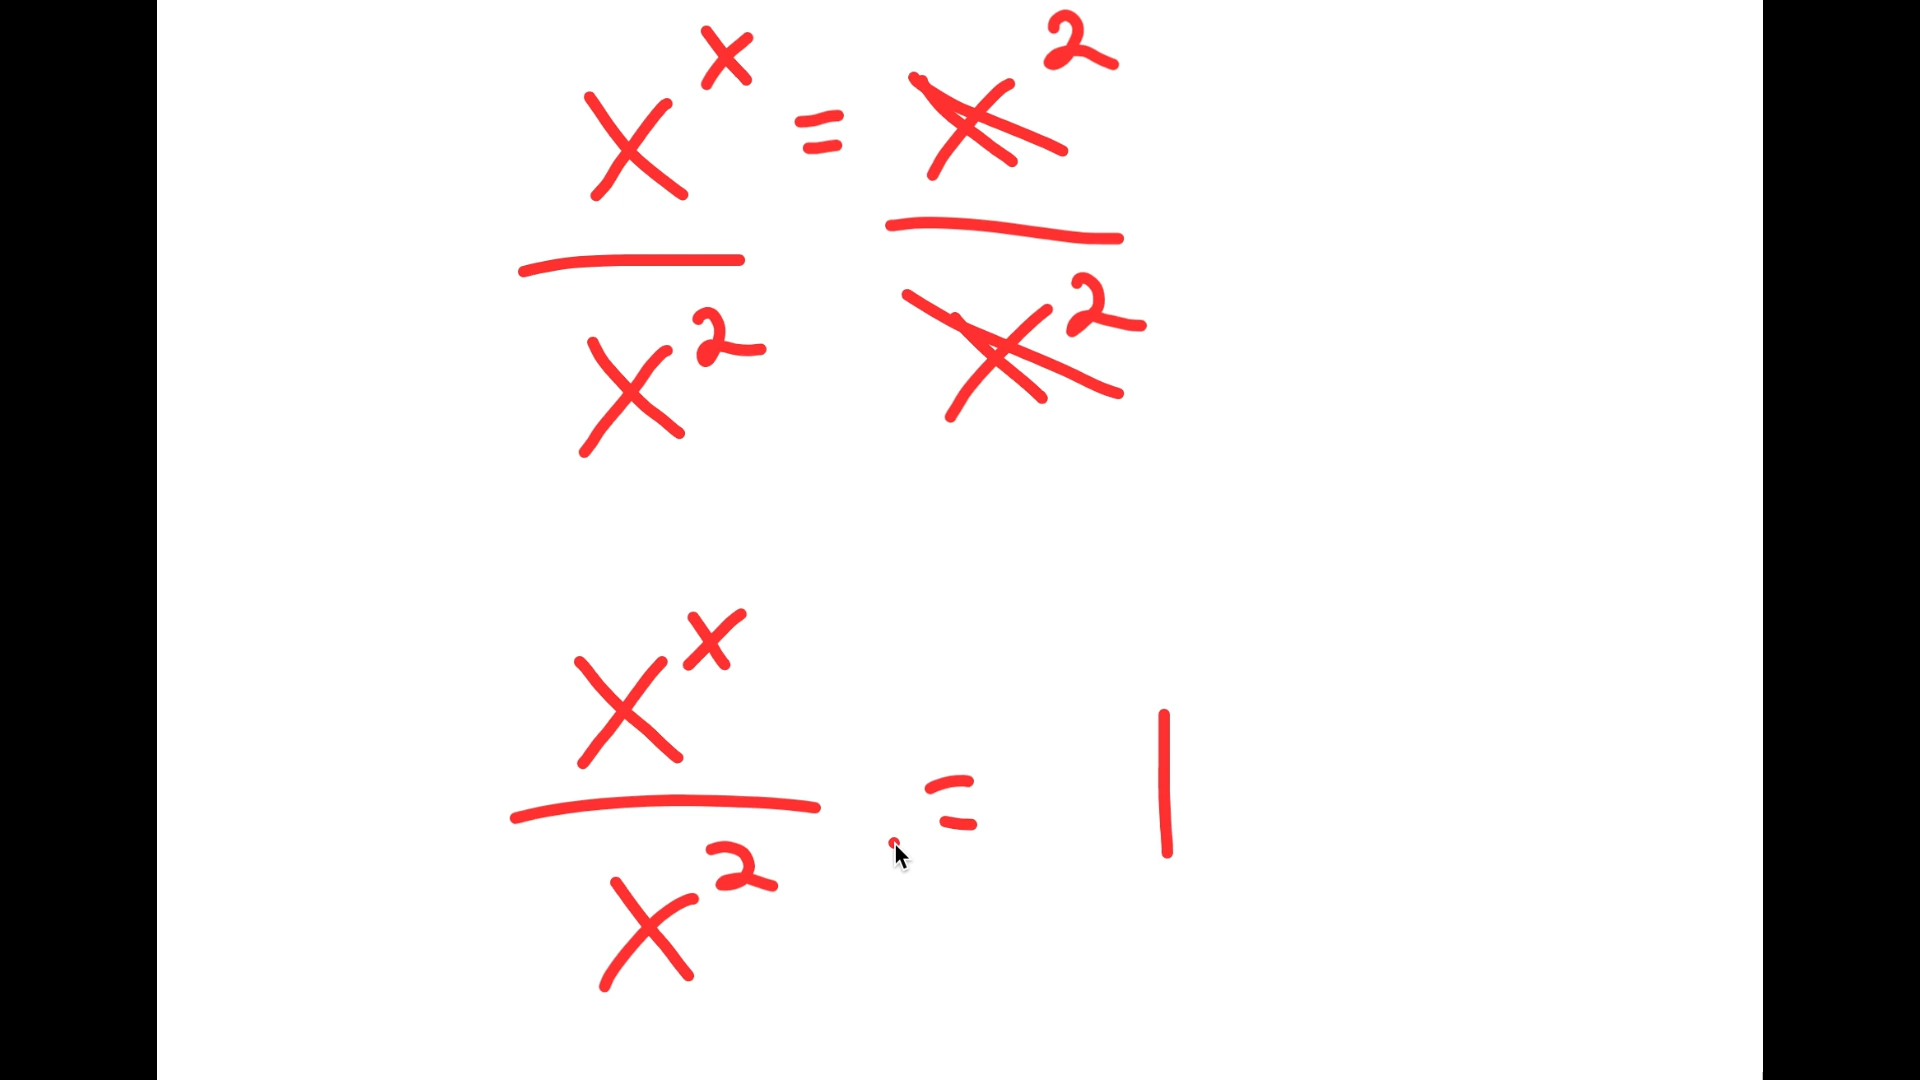 x^x = x^2
x^2 x^2
x^x
= 1
x^2